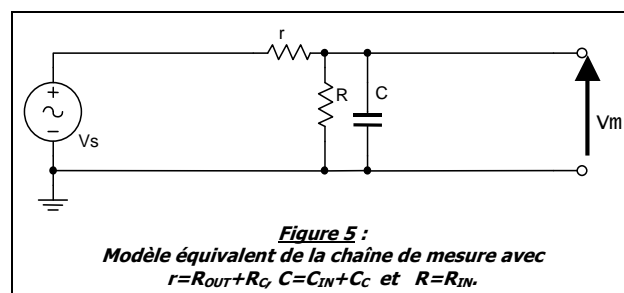 r
R
C
+
−
Vs
Vm
Figure 5 :
Modèle équivalent de la chaîne de mesure avec
r=ROUT+RC, C=CIN+CC et R=RIN.